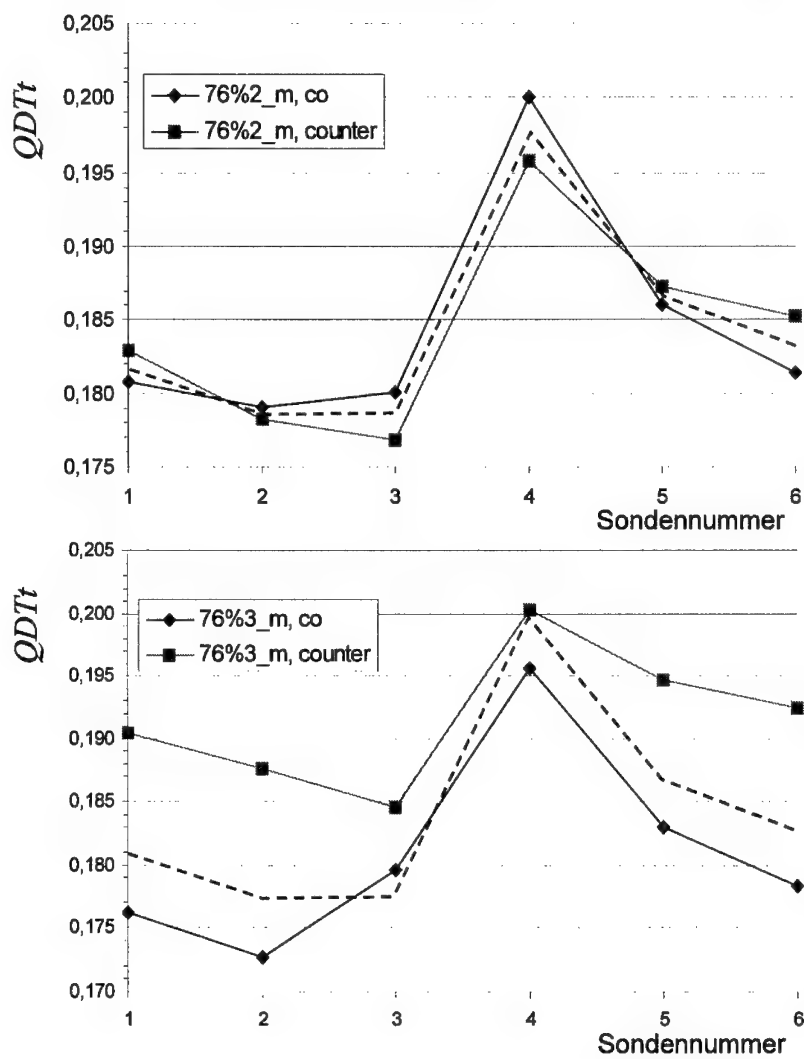 0,205
QDTt
76%2_m, co
76%2_m, counter
0,200
0,195
0,190
0,185
0,180
0,175
1 2 3 4 5 6
Sondennummer
0,205
QDTt
76%3_m, co
76%3_m, counter
0,200
0,195
0,190
0,185
0,180
0,175
0,170
1 2 3 4 5 6
Sondennummer